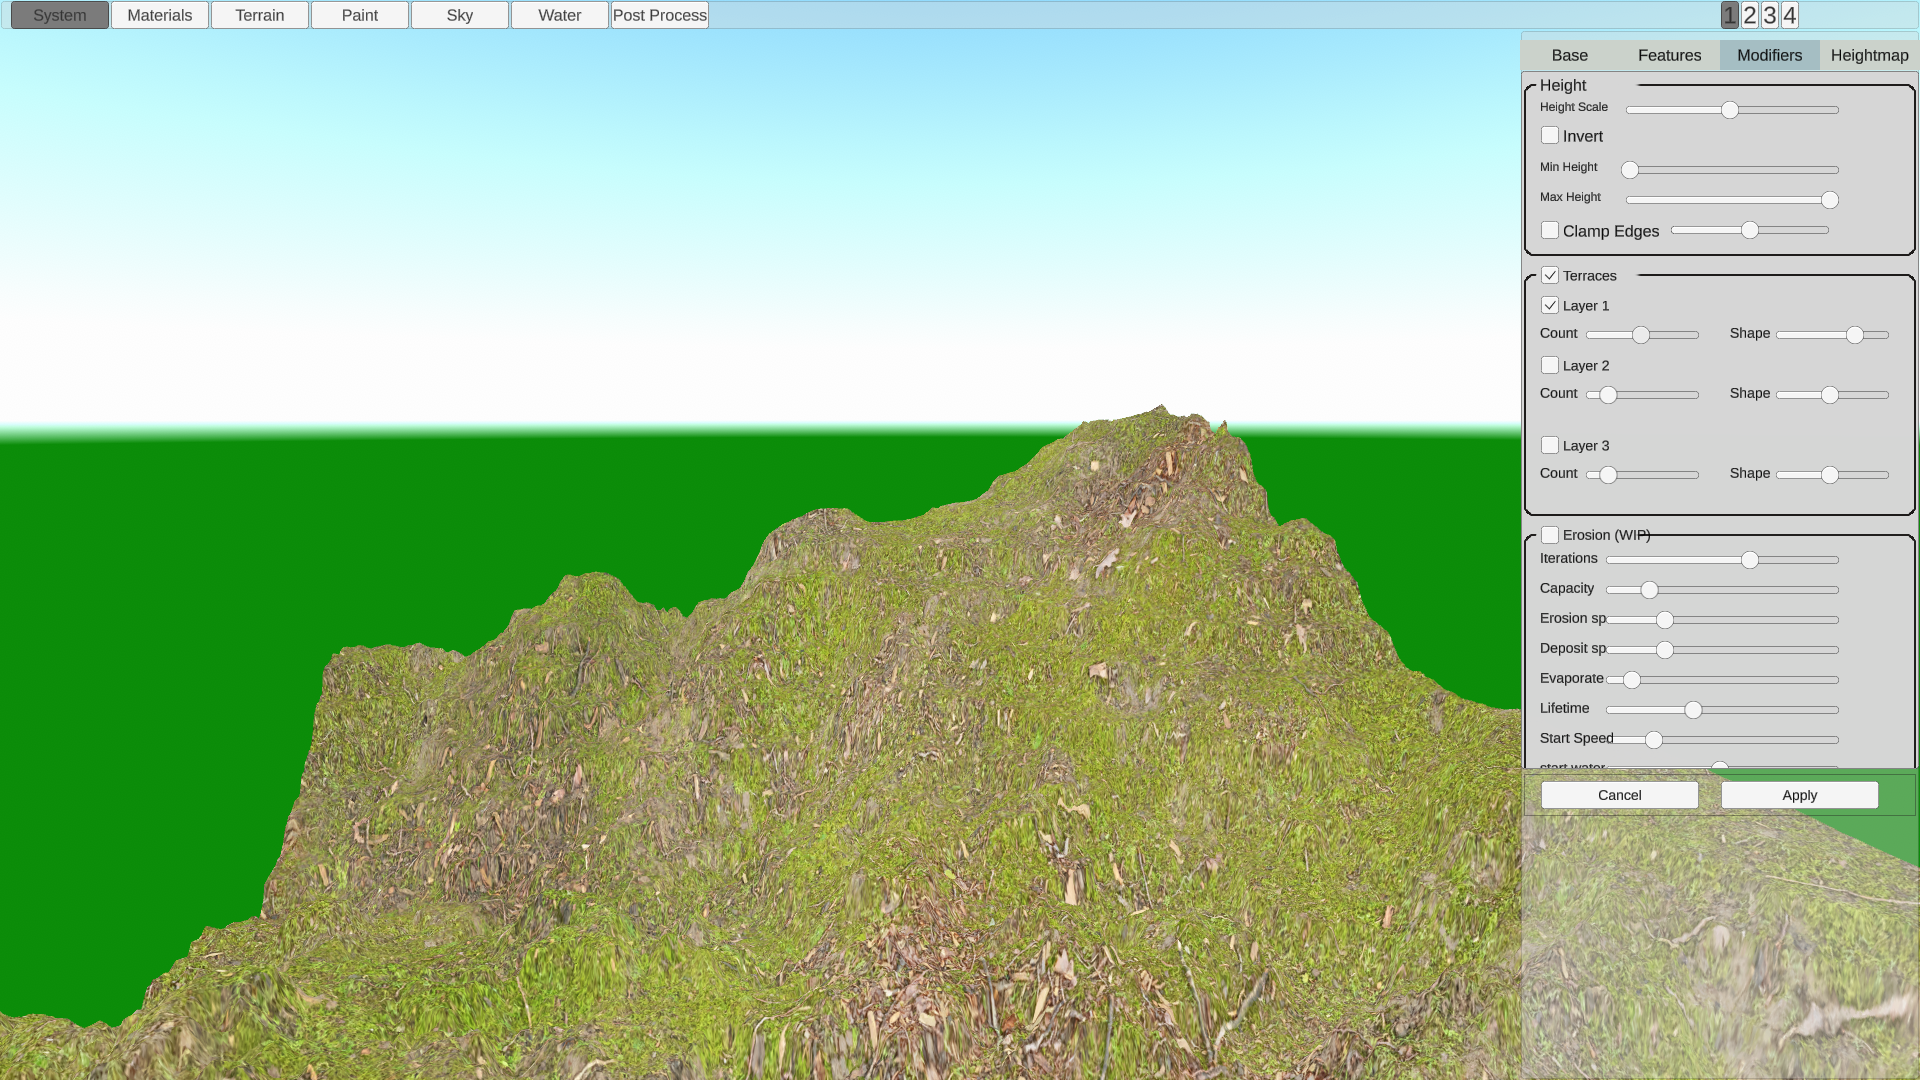 System Materials Terrain Paint Sky Water Post Process 1 2 3 4
Base Features Modifiers Heightmap
Height
Height Scale
Invert
Min Height
Max Height
Clamp Edges
Terraces
Layer 1
Count Shape
Layer 2
Count Shape
Layer 3
Count Shape
Erosion (WIP)
Iterations
Capacity
Erosion sp
Deposit sp
Evaporate
Lifetime
Start Speed
start water
Cancel Apply